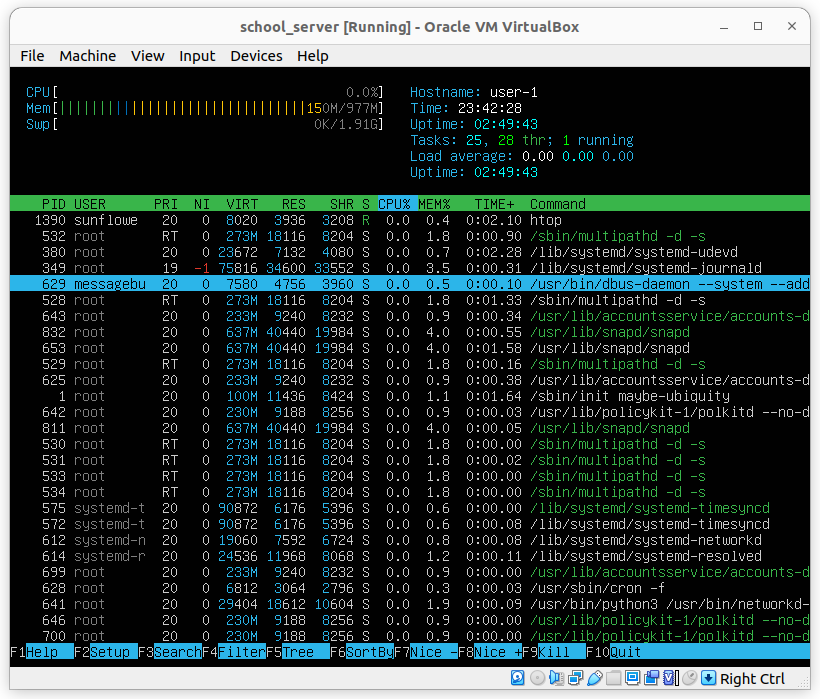 school_server [Running] - Oracle VM VirtualBox
File Machine View Input Devices Help
CPU[ 0.0%] Hostname: user-1
Mem[|||||||||||||||||||||||||||||||150M/977M] Time: 23:42:28
Swp[ 0K/1.91G] Uptime: 02:49:43
Tasks: 25, 28 thr; 1 running
Load average: 0.00 0.00 0.00
Uptime: 02:49:43
PID USER PRI NI VIRT RES SHR S CPU% MEM% TIME+ Command
1390 sunflowe 20 0 8020 3936 3208 R 0.0 0.4 0:02.10 htop
532 root RT 0 273M 18116 8204 S 0.0 1.8 0:00.90 /sbin/multipathd -d -s
380 root 20 0 23672 7132 4080 S 0.0 0.7 0:02.28 /lib/systemd/systemd-udevd
349 root 19 -1 75816 34600 33552 S 0.0 3.5 0:00.31 /lib/systemd/systemd-journald
629 messagebu 20 0 7580 4756 3960 S 0.0 0.5 0:00.10 /usr/bin/dbus-daemon --system --add
528 root RT 0 273M 18116 8204 S 0.0 1.8 0:01.33 /sbin/multipathd -d -s
643 root 20 0 233M 9240 8232 S 0.0 0.9 0:00.34 /usr/lib/accountsservice/accounts-d
832 root 20 0 637M 40440 19984 S 0.0 4.0 0:00.55 /usr/lib/snapd/snapd
653 root 20 0 637M 40440 19984 S 0.0 4.0 0:01.58 /usr/lib/snapd/snapd
529 root RT 0 273M 18116 8204 S 0.0 1.8 0:00.16 /sbin/multipathd -d -s
625 root 20 0 233M 9240 8232 S 0.0 0.9 0:00.38 /usr/lib/accountsservice/accounts-d
1 root 20 0 100M 11436 8424 S 0.0 1.1 0:01.64 /sbin/init maybe-ubiquity
642 root 20 0 230M 9188 8256 S 0.0 0.9 0:00.03 /usr/lib/policykit-1/polkitd --no-d
811 root 20 0 637M 40440 19984 S 0.0 4.0 0:00.05 /usr/lib/snapd/snapd
530 root RT 0 273M 18116 8204 S 0.0 1.8 0:00.00 /sbin/multipathd -d -s
531 root RT 0 273M 18116 8204 S 0.0 1.8 0:00.02 /sbin/multipathd -d -s
533 root RT 0 273M 18116 8204 S 0.0 1.8 0:00.00 /sbin/multipathd -d -s
534 root RT 0 273M 18116 8204 S 0.0 1.8 0:00.00 /sbin/multipathd -d -s
575 systemd-t 20 0 90872 6176 5396 S 0.0 0.6 0:00.00 /lib/systemd/systemd-timesyncd
572 systemd-t 20 0 90872 6176 5396 S 0.0 0.6 0:00.08 /lib/systemd/systemd-timesyncd
612 systemd-n 20 0 19060 7592 6724 S 0.0 0.8 0:00.08 /lib/systemd/systemd-networkd
614 systemd-r 20 0 24536 11968 8068 S 0.0 1.2 0:00.11 /lib/systemd/systemd-resolved
699 root 20 0 233M 9240 8232 S 0.0 0.9 0:00.00 /usr/lib/accountsservice/accounts-d
628 root 20 0 6812 3064 2796 S 0.0 0.3 0:00.03 /usr/sbin/cron -f
641 root 20 0 29404 18612 10604 S 0.0 1.9 0:00.09 /usr/bin/python3 /usr/bin/networkd-
646 root 20 0 230M 9188 8256 S 0.0 0.9 0:00.00 /usr/lib/policykit-1/polkitd --no-d
700 root 20 0 230M 9188 8256 S 0.0 0.9 0:00.00 /usr/lib/policykit-1/polkitd --no-d
F1Help F2Setup F3SearchF4FilterF5Tree F6SortByF7Nice -F8Nice +F9Kill F10Quit
Right Ctrl